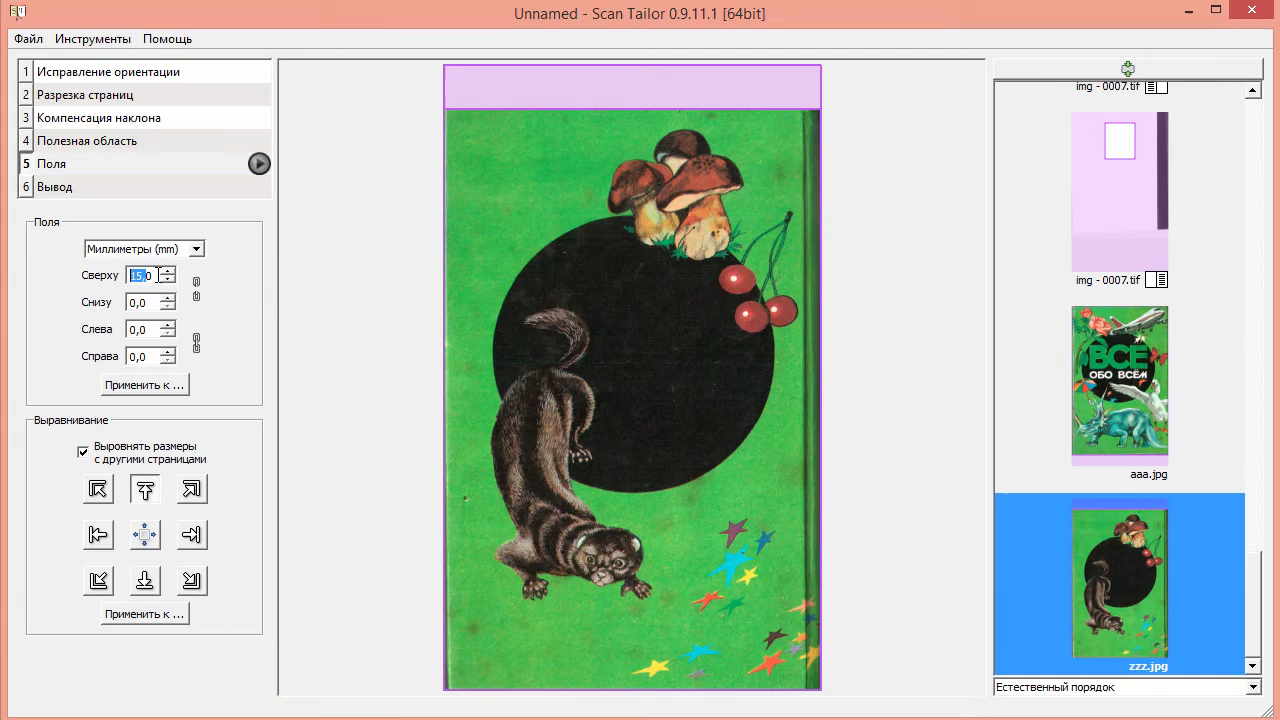 Unnamed - Scan Tailor 0.9.11.1 [64bit]
Файл Инструменты Помощь
1 Исправление ориентации
2 Разрезка страниц
3 Компенсация наклона
4 Полезная область
5 Поля
6 Вывод
Поля
Миллиметры (mm)
Сверху 15,0
Снизу 0,0
Слева 0,0
Справа 0,0
Применить к ...
Выравнивание
Выровнять размеры
с другими страницами
Применить к ...
img - 0007.tif
img - 0007.tif
ВСЕ
ОБО ВСЁМ
aaa.jpg
zzz.jpg
Естественный порядок